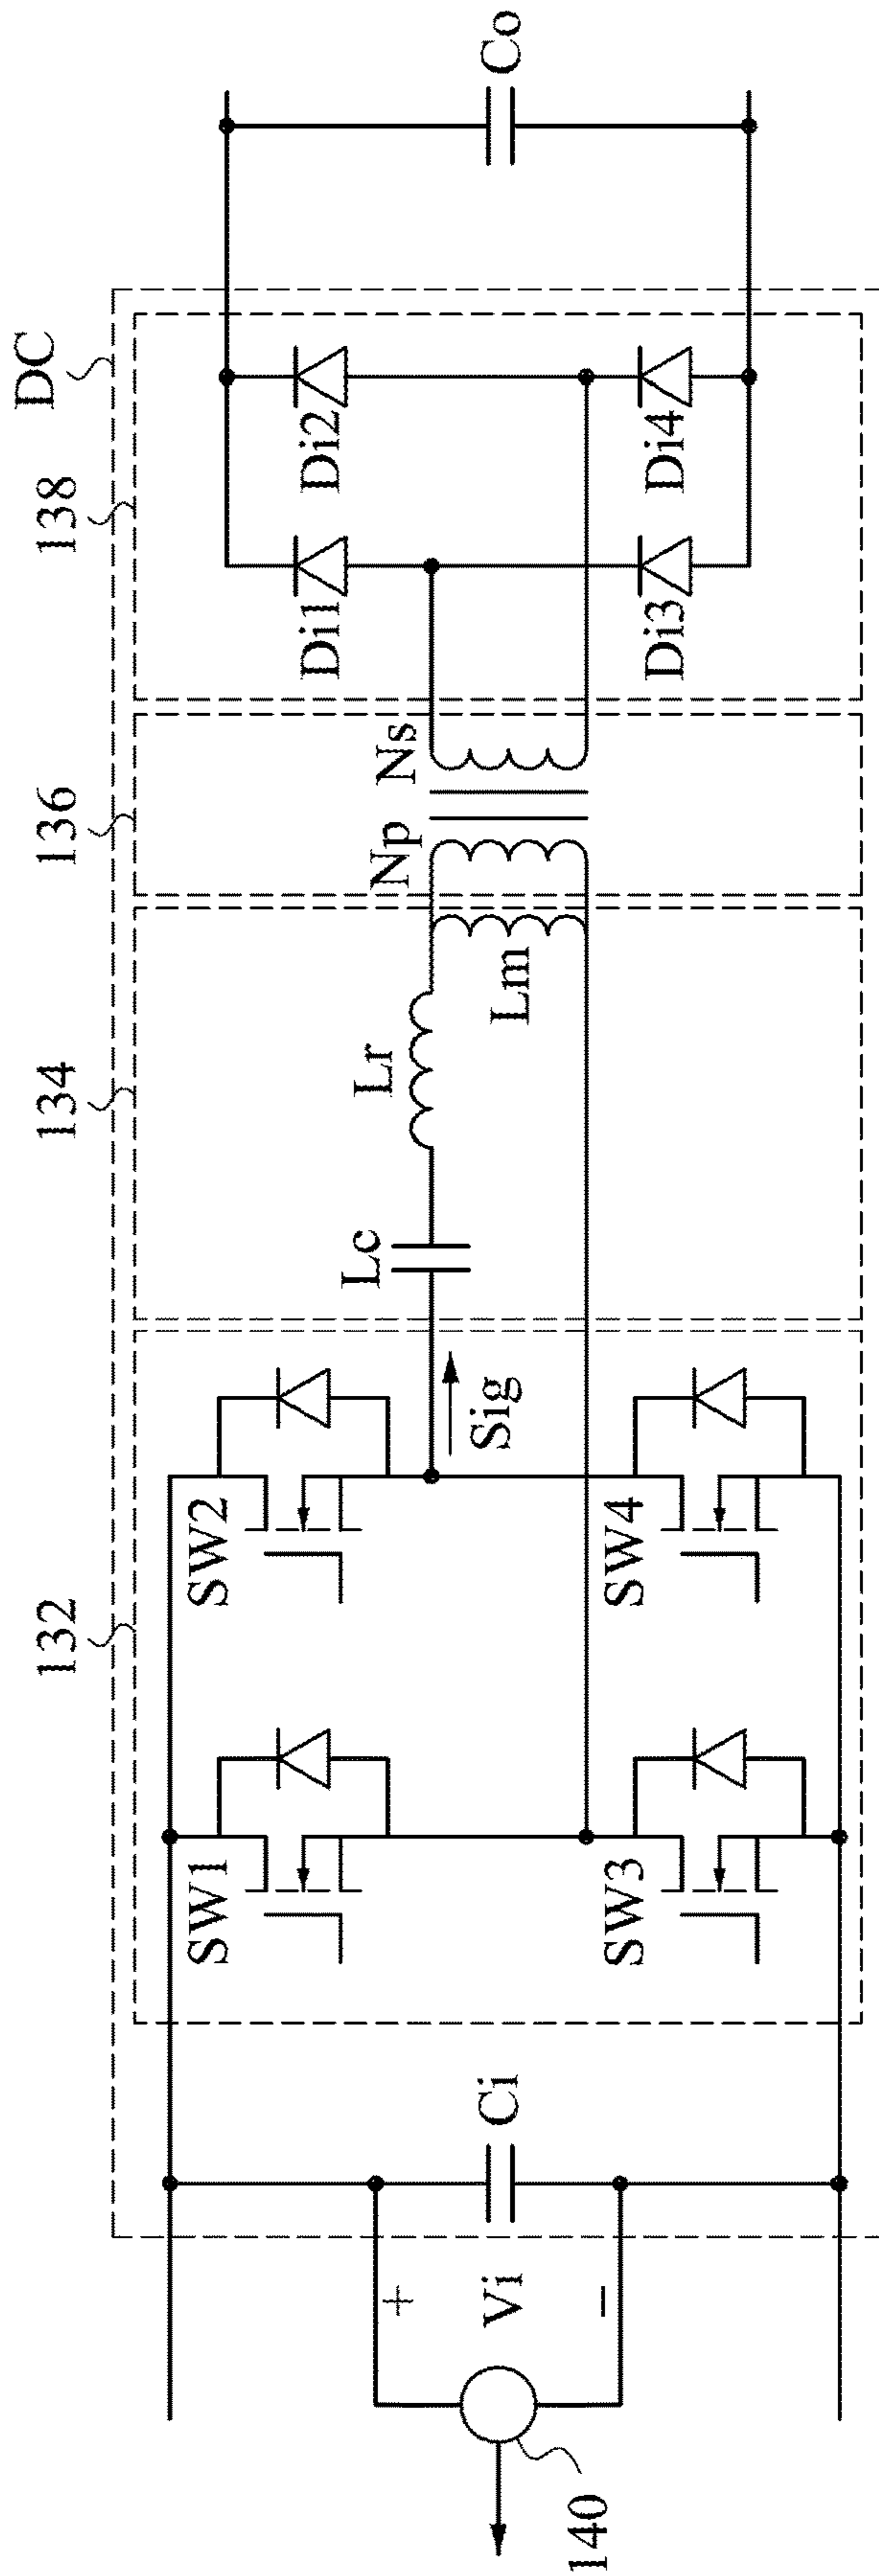 DC
132
134
136
138
SW1
SW2
Lc
Lr
Np
Ns
Di1
Di2
Sig
Lm
+
Vi
−
Ci
Co
SW3
SW4
Di3
Di4
140